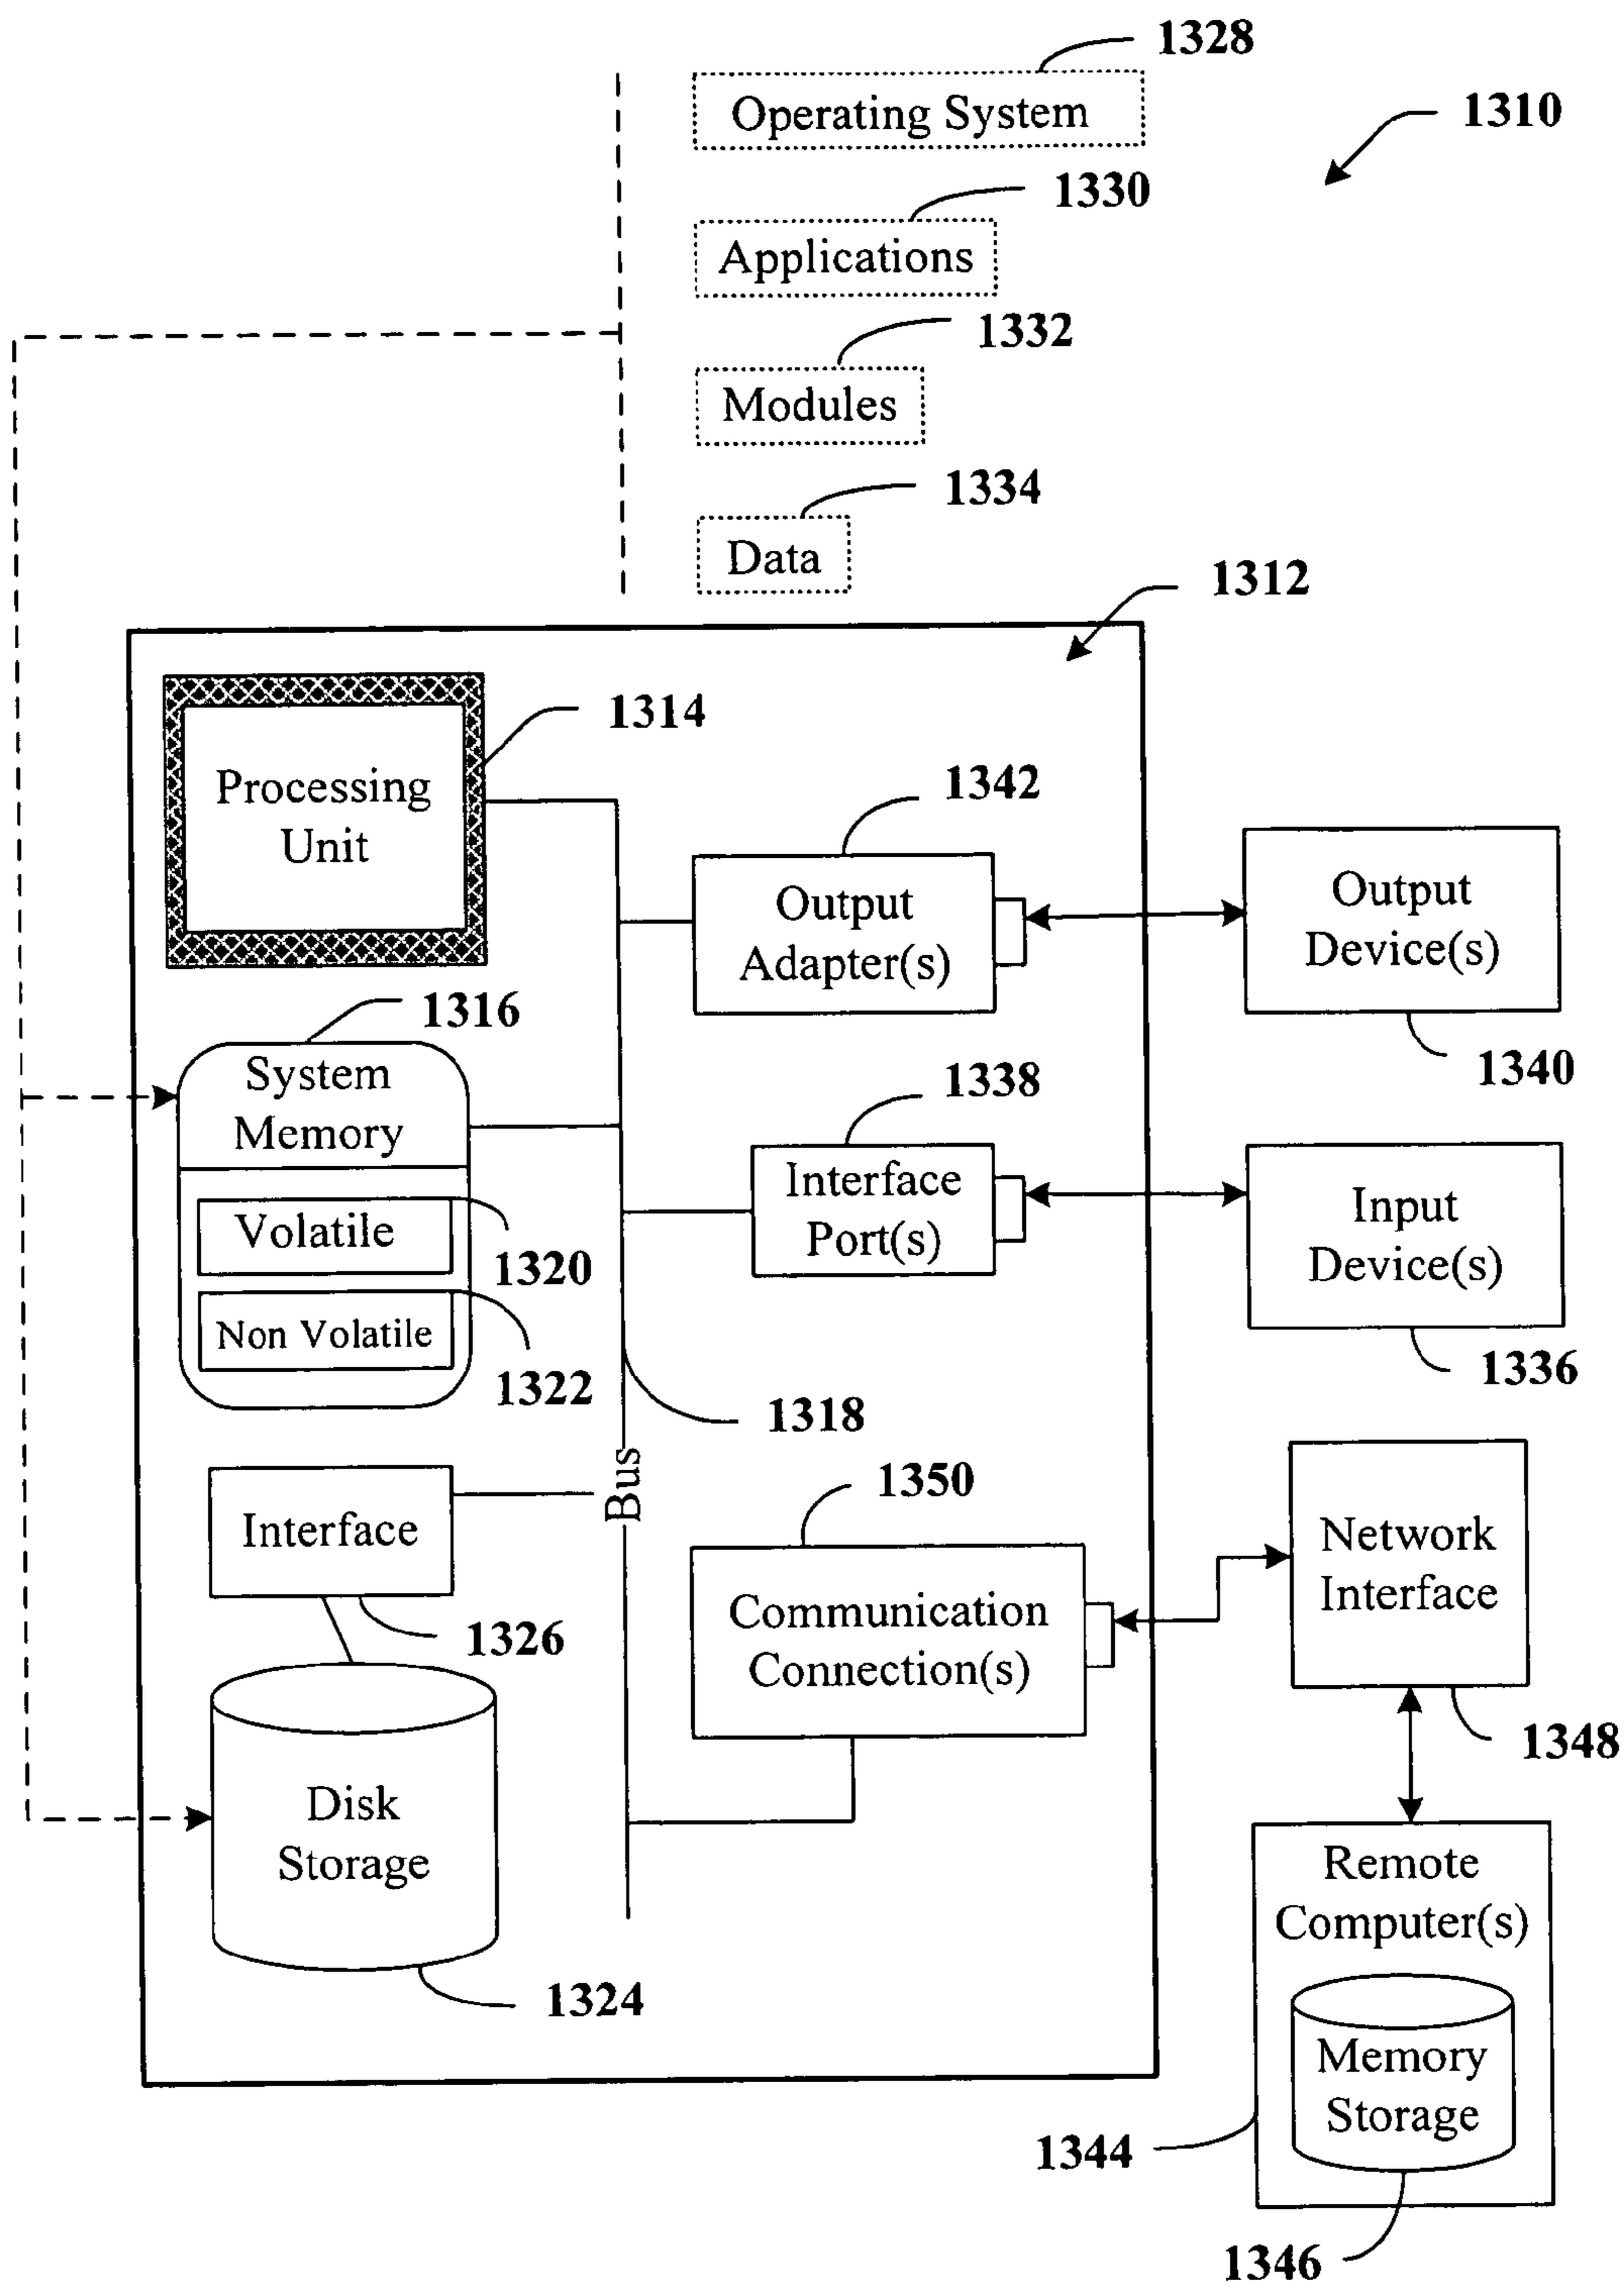 1328
Operating System
1310
1330
Applications
1332
Modules
1334
Data
1312
1314
Processing
Unit
1342
Output
Adapter(s)
Output
Device(s)
1340
1316
System
Memory
1338
Interface
Port(s)
Input
Device(s)
1336
Volatile
1320
Non Volatile
1322
1318
Bus
1350
Interface
1326
Communication
Connection(s)
Network
Interface
1348
Disk
Storage
1324
Remote
Computer(s)
Memory
Storage
1344
1346